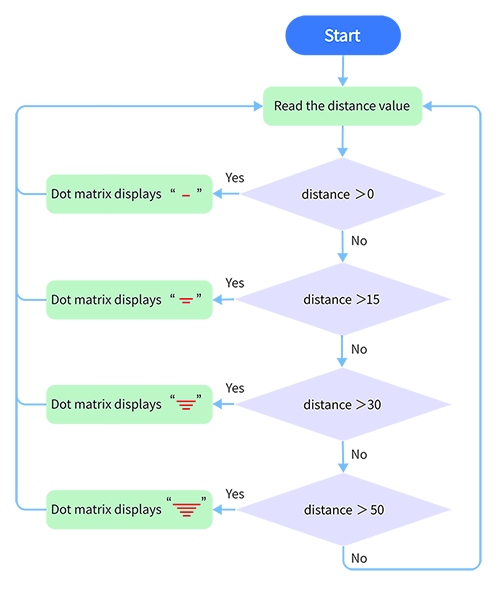 Start
Read the distance value
Yes
Dot matrix displays “ ”
distance ＞0
No
Yes
Dot matrix displays “ ”
distance ＞15
No
Yes
Dot matrix displays “ ”
distance ＞30
No
Yes
Dot matrix displays “ ”
distance ＞ 50
No